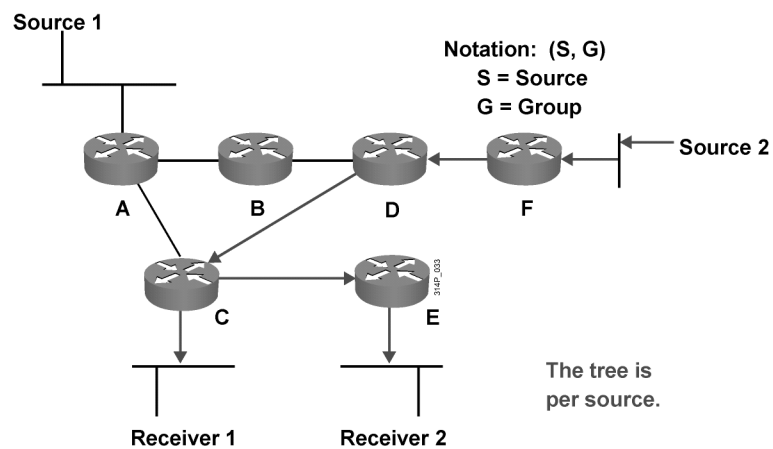 Source 1
Notation: (S, G)
S = Source
G = Group
Source 2
A
B
D
F
314P_033
C
E
The tree is
per source.
Receiver 1
Receiver 2